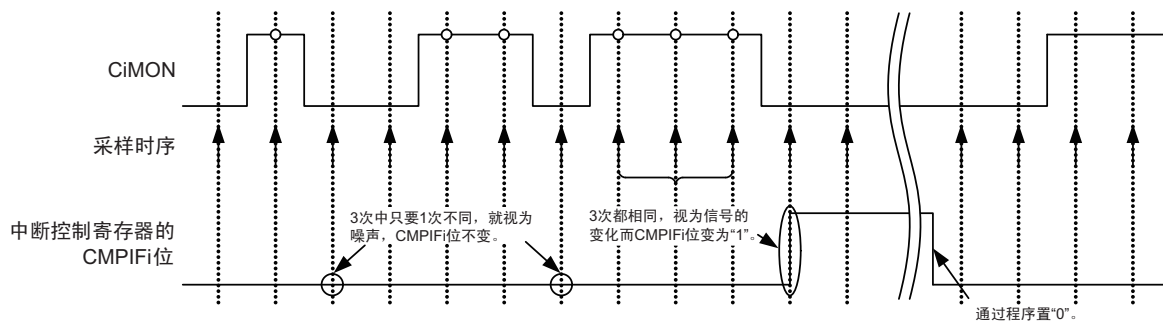 CiMON
采样时序
中断控制寄存器的
CMPIFi位
3次中只要1次不同，就视为
噪声，CMPIFi位不变。
3次都相同，视为信号的
变化而CMPIFi位变为“1”。
通过程序置“0”。